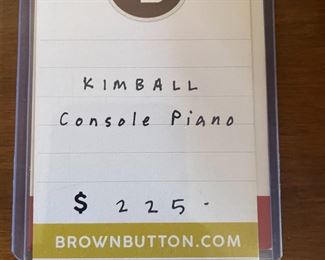 KIMBALL
Console Piano
$ 225-
BROWNBUTTON.COM